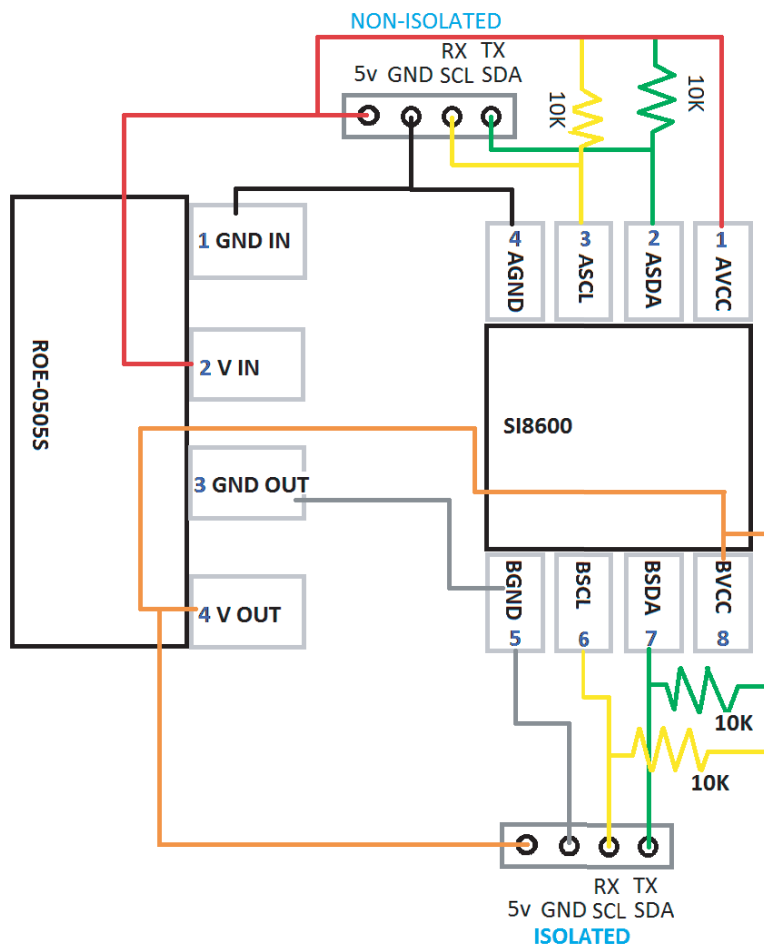 NON-ISOLATED
RX TX
5v GND SCL SDA
10K
10K
1 GND IN
2 V IN
3 GND OUT
4 V OUT
ROE-0505S
4 AGND
3 ASCL
2 ASDA
1 AVCC
SI8600
BGND 5
BSCL 6
BSDA 7
BVCC 8
10K
10K
RX TX
5v GND SCL SDA
ISOLATED